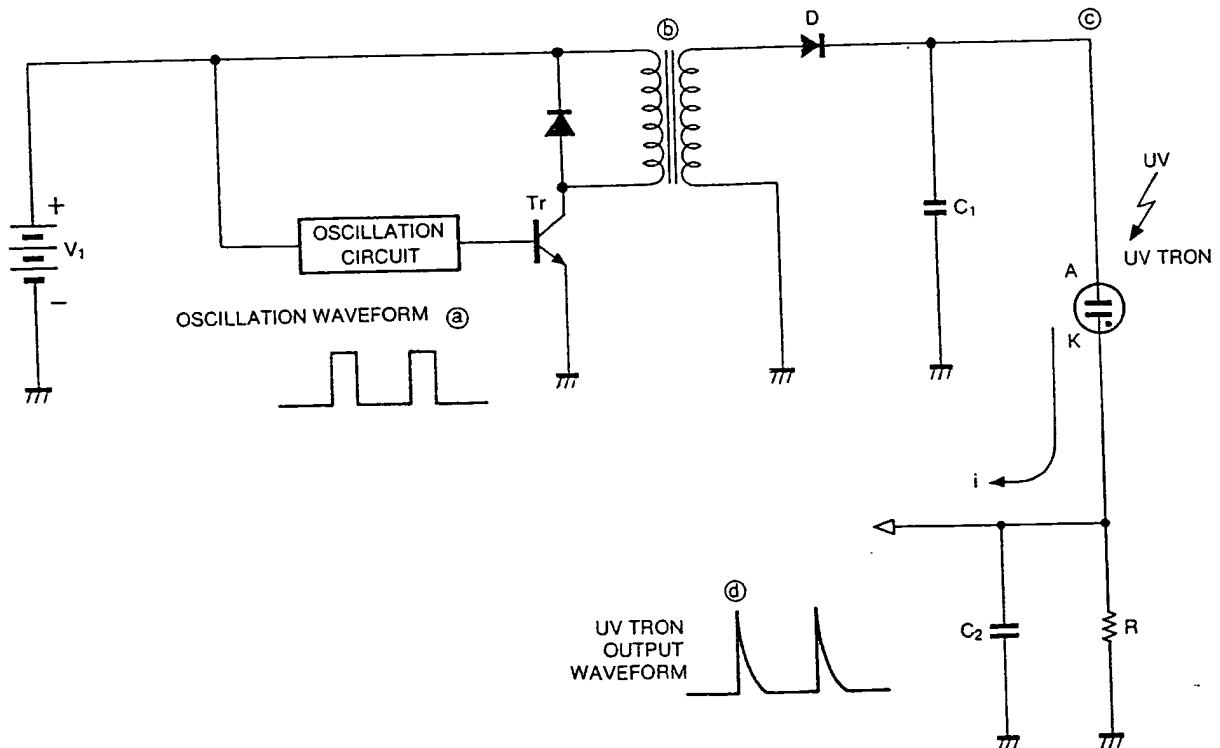 ⓑ
D
ⓒ
UV
UV TRON
Tr
OSCILLATION
CIRCUIT
C₁
+
V₁
−
A
K
OSCILLATION WAVEFORM ⓐ
i
ⓓ
UV TRON
OUTPUT
WAVEFORM
C₂
R